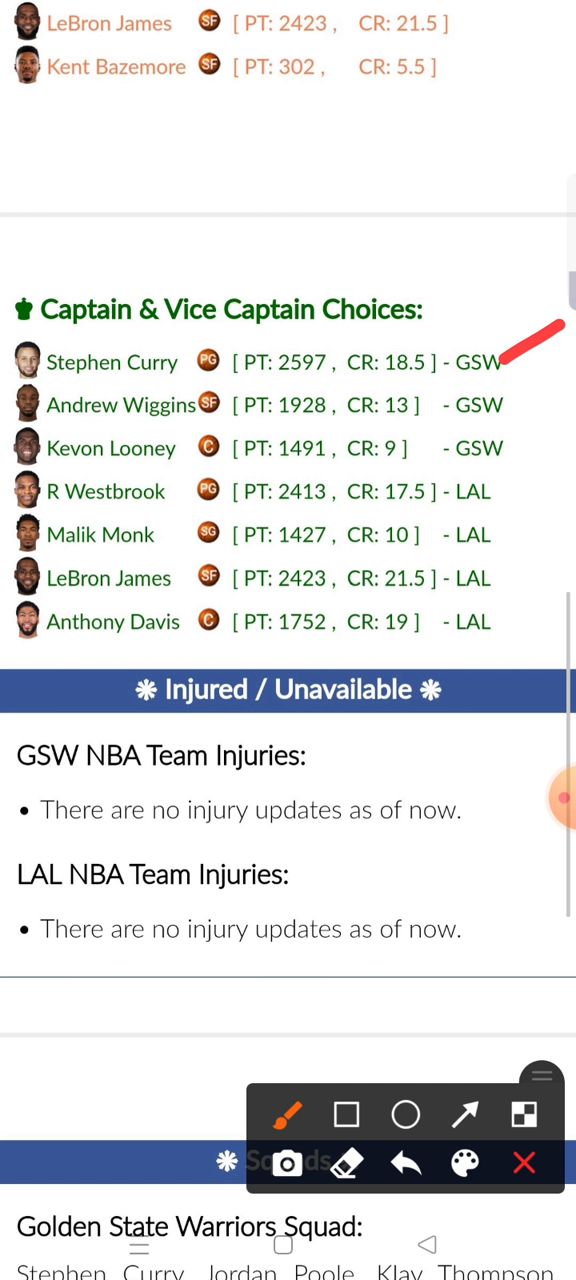 LeBron James SF [ PT: 2423 , CR: 21.5 ]
Kent Bazemore SF [ PT: 302 , CR: 5.5 ]
Captain & Vice Captain Choices:
Stephen Curry PG [ PT: 2597 , CR: 18.5 ] - GSW
Andrew Wiggins SF [ PT: 1928 , CR: 13 ] - GSW
Kevon Looney C [ PT: 1491 , CR: 9 ] - GSW
R Westbrook PG [ PT: 2413 , CR: 17.5 ] - LAL
Malik Monk SG [ PT: 1427 , CR: 10 ] - LAL
LeBron James SF [ PT: 2423 , CR: 21.5 ] - LAL
Anthony Davis C [ PT: 1752 , CR: 19 ] - LAL
✻ Injured / Unavailable ✻
GSW NBA Team Injuries:
• There are no injury updates as of now.
LAL NBA Team Injuries:
• There are no injury updates as of now.
✻
Golden State Warriors Squad:
Stephen Curry Jordan Poole Klay Thompson